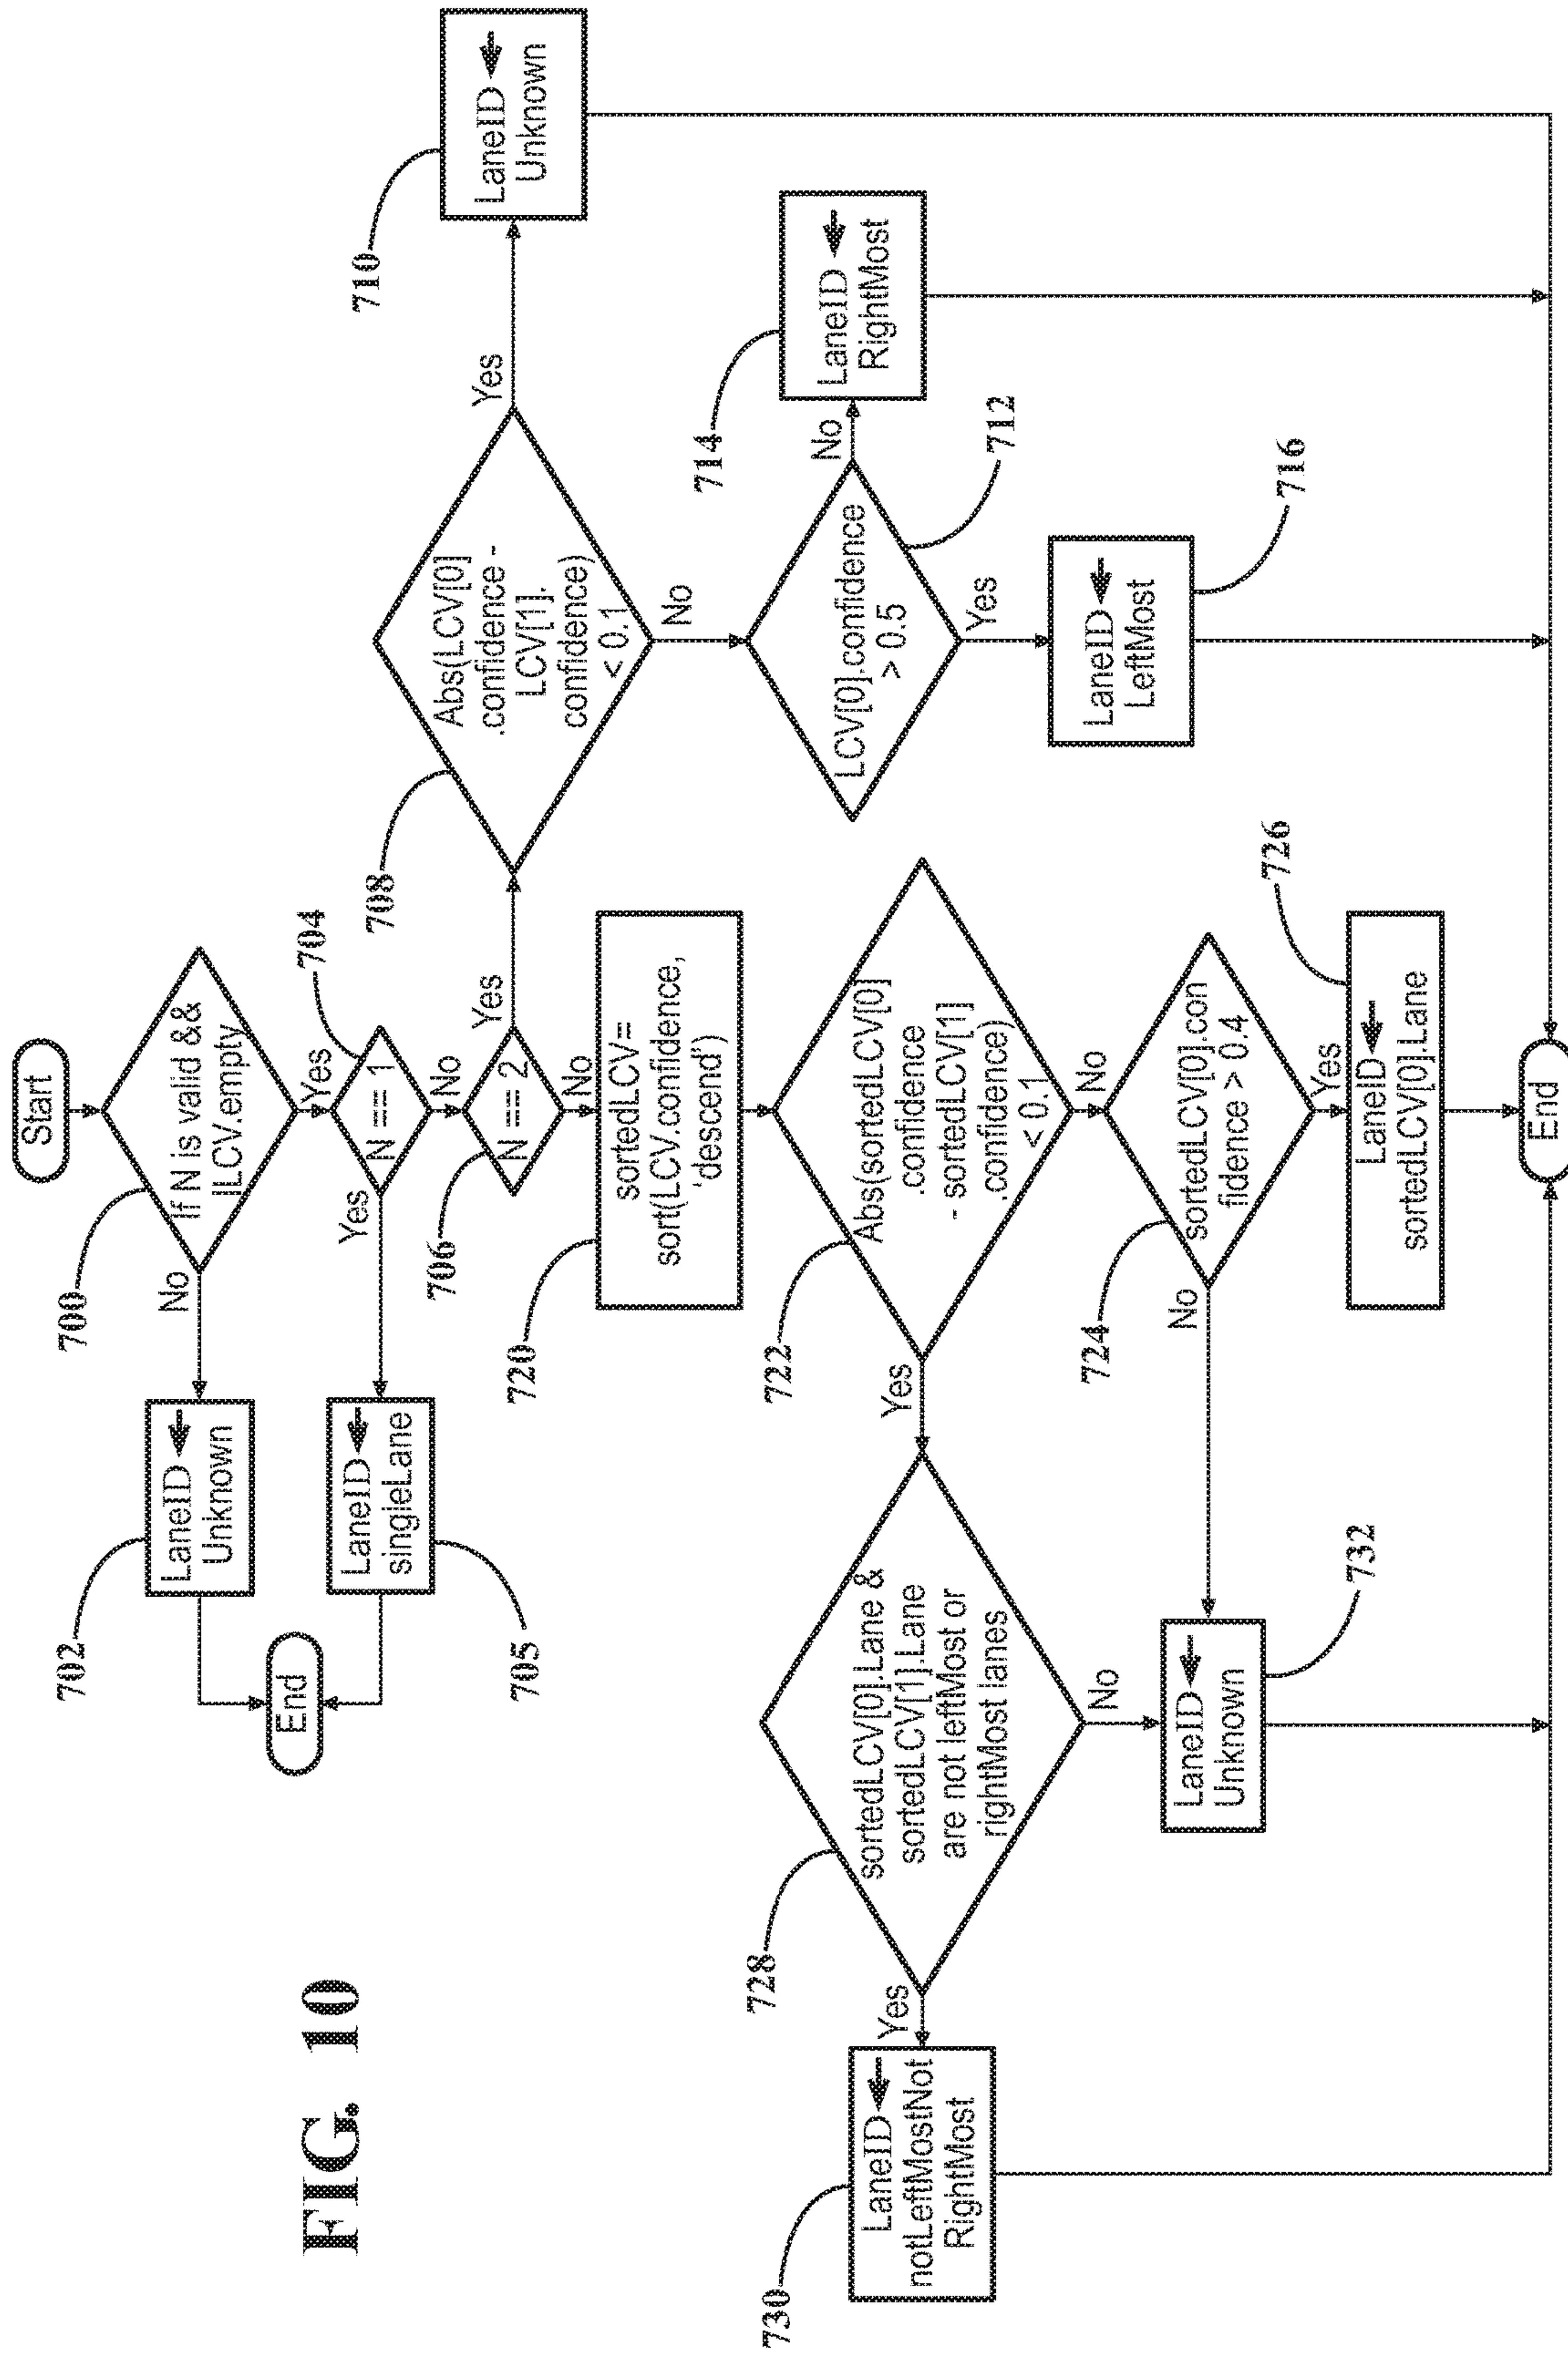 Start
700
If N is valid &&
!LCV.empty
No
Yes
702
LaneID ←
Unknown
704
N == 1
Yes
No
705
LaneID ←
singleLane
End
706
N == 2
Yes
No
708
Abs(LCV[0]
.confidence -
LCV[1].
confidence)
< 0.1
Yes
No
710
LaneID ←
Unknown
712
LCV[0].confidence
> 0.5
No
Yes
714
LaneID ←
RightMost
716
LaneID ←
LeftMost
720
sortedLCV=
sort(LCV.confidence,
‘descend’)
722
Abs(sortedLCV[0]
.confidence
- sortedLCV[1]
.confidence)
< 0.1
Yes
No
724
sortedLCV[0].con
fidence > 0.4
No
Yes
726
LaneID ←
sortedLCV[0].Lane
728
sortedLCV[0].Lane &
sortedLCV[1].Lane
are not leftMost or
rightMost lanes
Yes
No
730
LaneID ←
notLeftMostNot
RightMost
732
LaneID ←
Unknown
End
FIG. 10